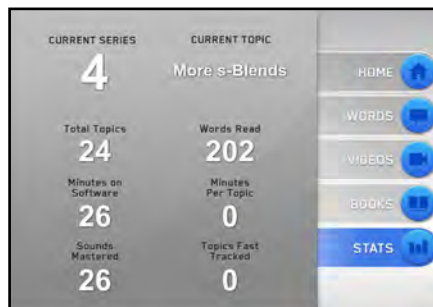 CURRENT SERIES
4
CURRENT TOPIC
More s-Blends
Total Topics
24
Words Read
202
Minutes on
Software
26
Minutes
Per Topic
0
Sounds
Mastered
26
Topics Fast
Tracked
0
HOME
WORDS
VIDEOS
BOOKS
STATS